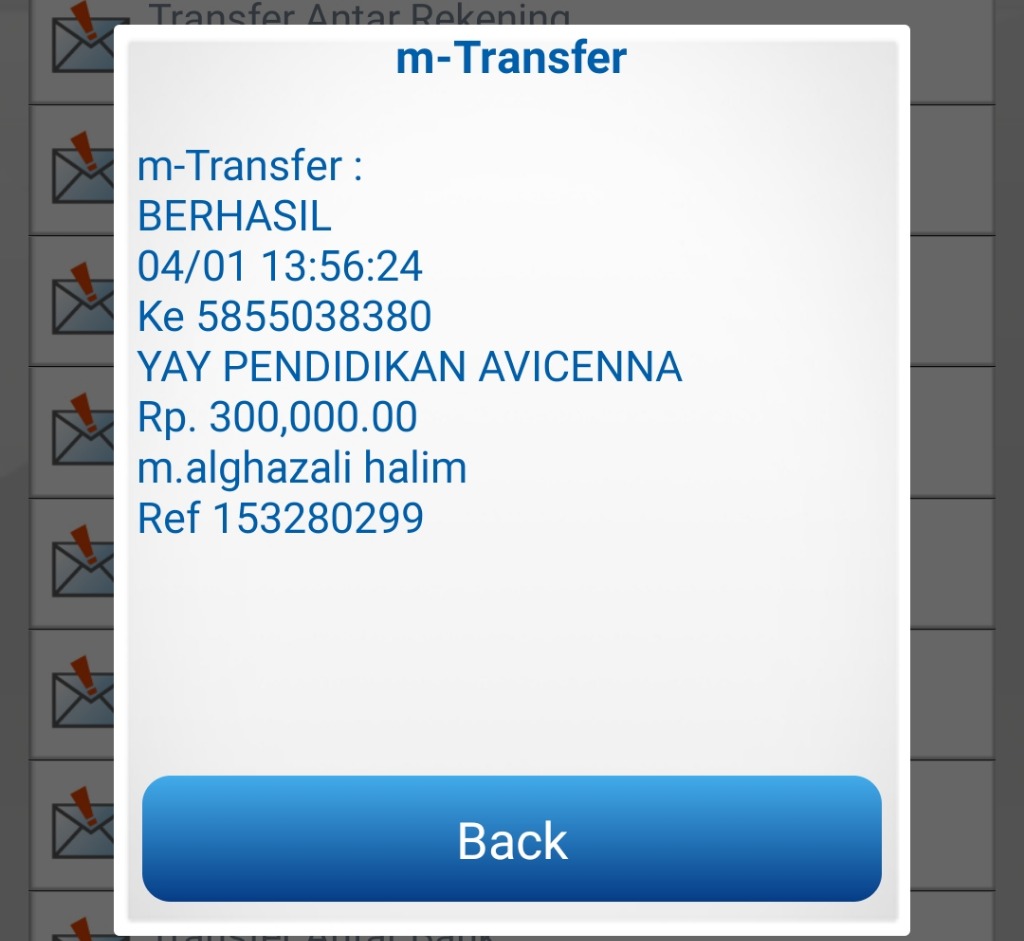 Transfer Antar Rekening
m-Transfer
m-Transfer :
BERHASIL
04/01 13:56:24
Ke 5855038380
YAY PENDIDIKAN AVICENNA
Rp. 300,000.00
m.alghazali halim
Ref 153280299
Back
Transfer Antar Bank